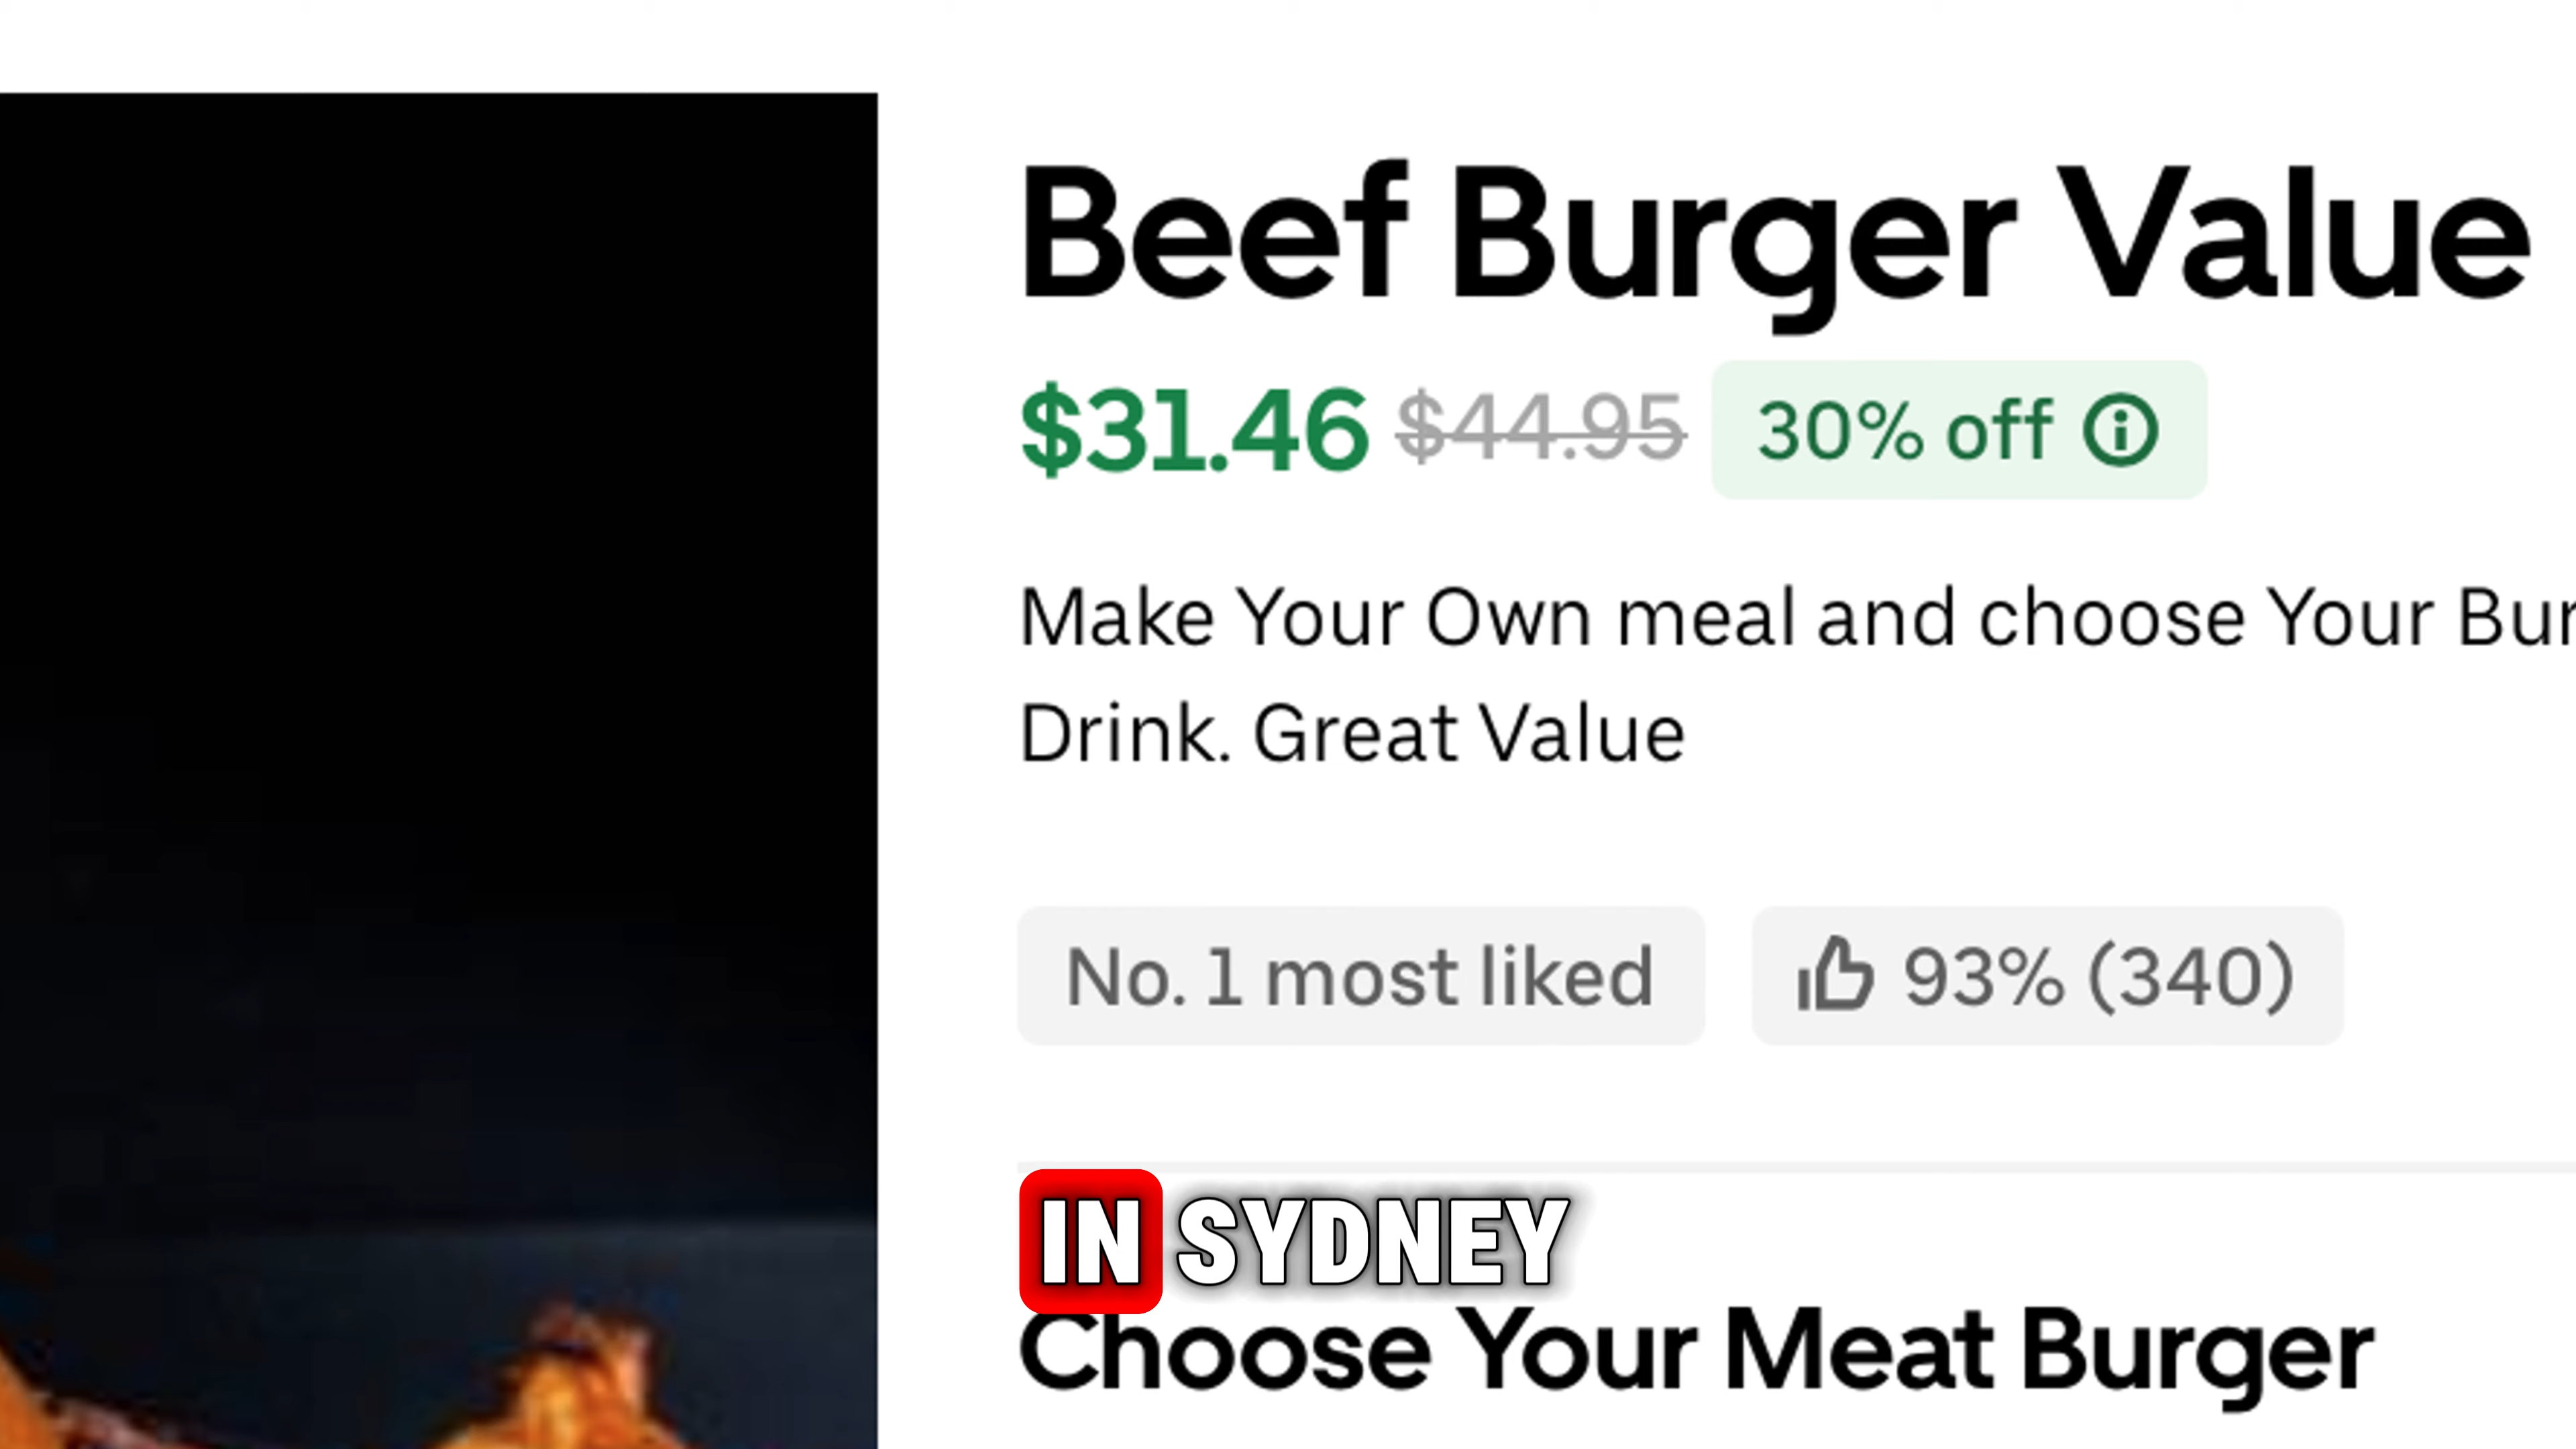 Beef Burger Value
$31.46 $44.95 30% off
Make Your Own meal and choose Your Bur
Drink. Great Value
No. 1 most liked 93% (340)
IN SYDNEY
Choose Your Meat Burger